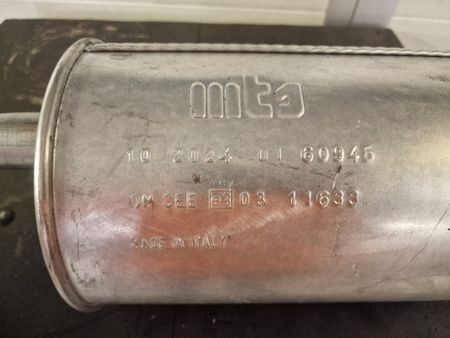 mts
10 2024 01 60945
OM CEE e3 03 11633
MADE IN ITALY